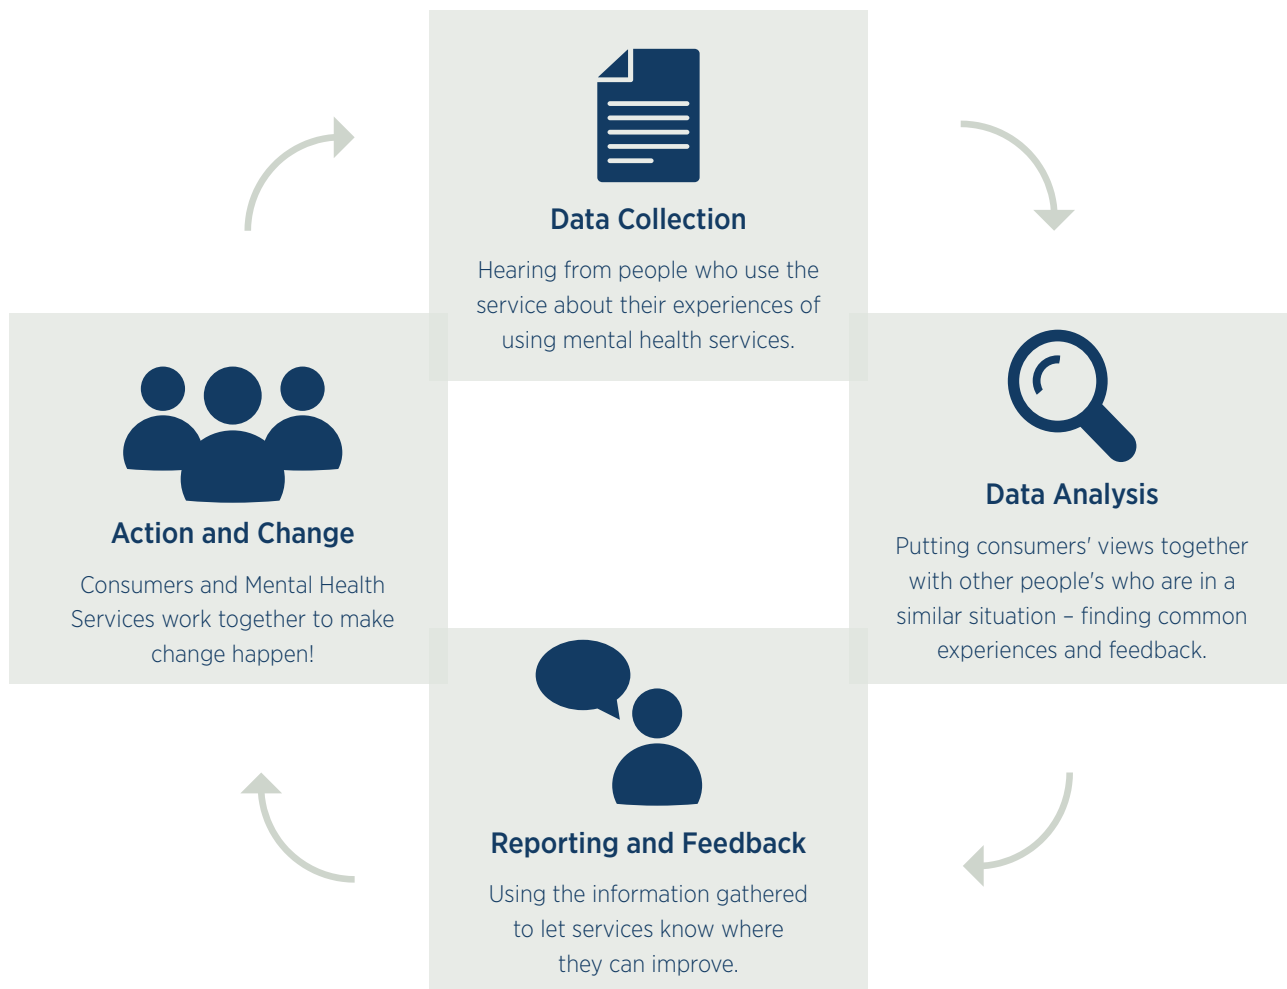 Data Collection
Hearing from people who use the
service about their experiences of
using mental health services.
Data Analysis
Putting consumers' views together
with other people's who are in a
similar situation – finding common
experiences and feedback.
Reporting and Feedback
Using the information gathered
to let services know where
they can improve.
Action and Change
Consumers and Mental Health
Services work together to make
change happen!